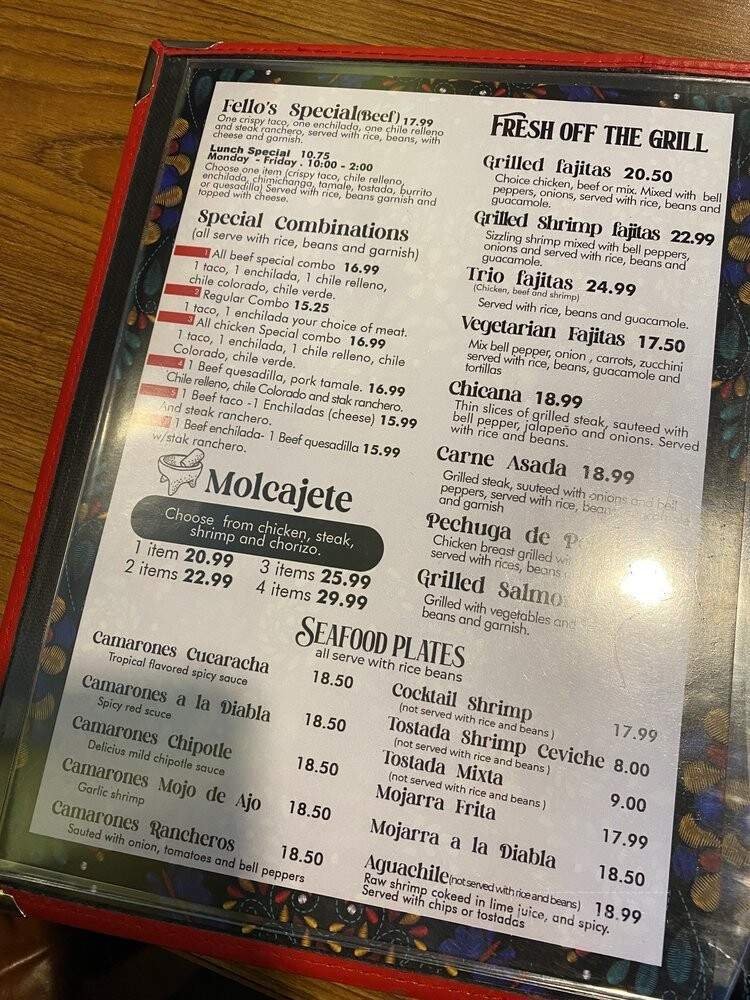 Fello's Special(Beef) 17.99
One crispy taco, one enchilada, one chile relleno
and steak ranchero, served with rice, beans, with
cheese and garnish.
Lunch Special 10.75
Monday - Friday . 10:00 - 2:00
Choose one item (crispy taco, chile relleno,
enchilada, chimichanga, tamale, tostada, burrito
or quesadilla) Served with rice, beans garnish and
topped with cheese.
Special Combinations
(all serve with rice, beans and garnish)
1 All beef special combo 16.99
1 taco, 1 enchilada, 1 chile relleno,
chile colorado, chile verde.
2 Regular Combo 15.25
1 taco, 1 enchilada your choice of meat.
3 All chicken Special combo 16.99
1 taco, 1 enchilada, 1 chile relleno, chile
Colorado, chile verde.
4 1 Beef quesadilla, pork tamale. 16.99
Chile relleno, chile Colorado and stak ranchero.
5 1 Beef taco -1 Enchiladas (cheese) 15.99
And steak ranchero.
1 Beef enchilada- 1 Beef quesadilla 15.99
w/stak ranchero.
Molcajete
Choose from chicken, steak,
shrimp and chorizo.
1 item 20.99 3 items 25.99
2 items 22.99 4 items 29.99
FRESH OFF THE GRILL
Grilled fajitas 20.50
Choice chicken, beef or mix. Mixed with bell
peppers, onions, served with rice, beans and
guacamole.
Grilled shrimp fajitas 22.99
Sizzling shrimp mixed with bell peppers,
onions and served with rice, beans and
guacamole.
Trio fajitas 24.99
(Chicken, beef and shrimp)
Served with rice, beans and guacamole.
Vegetarian Fajitas 17.50
Mix bell pepper, onion , carrots, zucchini
served with rice, beans, guacamole and
tortillas
Chicana 18.99
Thin slices of grilled steak, sauteed with
bell pepper, jalapeño and onions. Served
with rice and beans.
Carne Asada 18.99
Grilled steak, suuteed with onions and bell
peppers, served with rice, beans
and garnish
Pechuga de
Chicken breast grilled
served with rices, beans
Grilled Salmo
Grilled with vegetables and
beans and garnish.
SEAFOOD PLATES
all serve with rice beans
Camarones Cucaracha 18.50
Tropical flavored spicy sauce
Camarones a la Diabla 18.50
Spicy red scuce
Camarones Chipotle 18.50
Delicius mild chipotle sauce
Camarones Mojo de Ajo 18.50
Garlic shrimp
Camarones Rancheros 18.50
Sauted with onion, tomatoes and bell peppers
Cocktail Shrimp 17.99
(not served with rice and beans )
Tostada Shrimp Ceviche 8.00
(not served with rice and beans )
Tostada Mixta 9.00
(not served with rice and beans )
Mojarra Frita 17.99
Mojarra a la Diabla 18.50
Aguachile(not served with rice and beans) 18.99
Raw shrimp cokeed in lime juice, and spicy.
Served with chips or tostadas